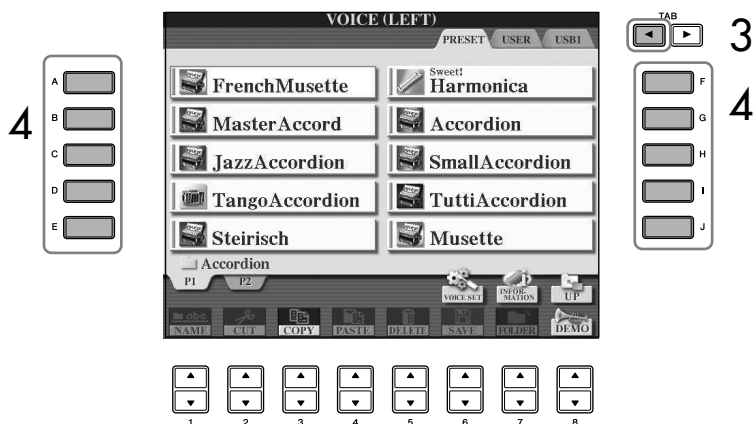 VOICE (LEFT)
PRESET USER USB1
TAB
3
4
A
B
C
D
E
FrenchMusette
MasterAccord
JazzAccordion
TangoAccordion
Steirisch
Sweet!
Harmonica
Accordion
SmallAccordion
TuttiAccordion
Musette
F
G
H
I
J
4
Accordion
P1 P2
VOICE SET
INFOR-
MATION
UP
NAME CUT COPY PASTE DELETE SAVE FOLDER DEMO
1 2 3 4 5 6 7 8